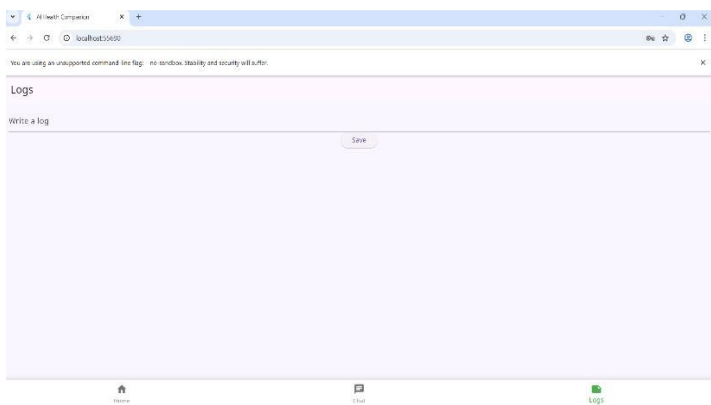 AI Health Companion
localhost:55690
You are using an unsupported command-line flag: --no-sandbox. Stability and security will suffer.
Logs
Write a log
Save
Home
Chat
Logs